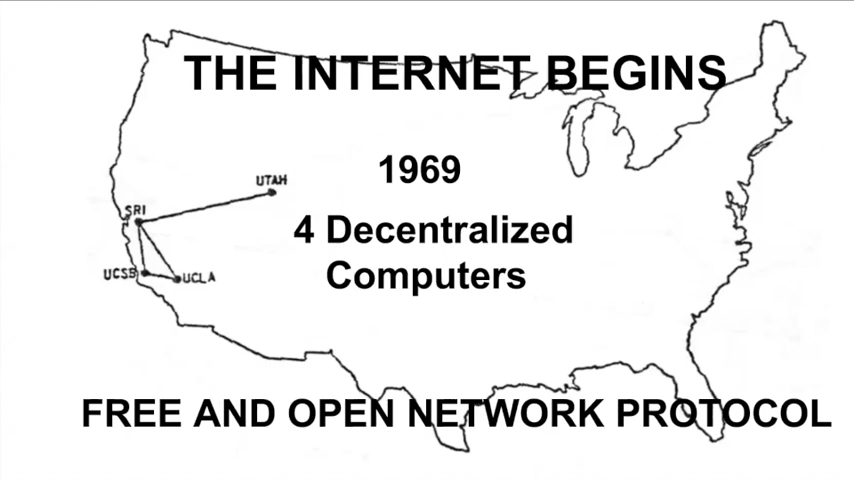 THE INTERNET BEGINS
1969
UTAH
SRI
4 Decentralized
Computers
UCSB
UCLA
FREE AND OPEN NETWORK PROTOCOL